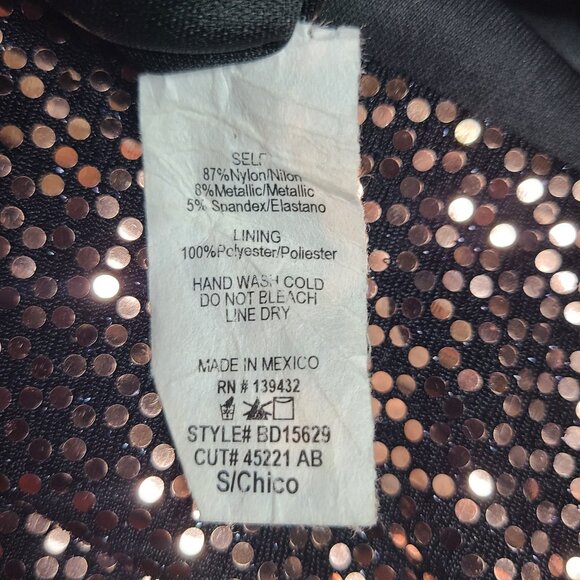 SELF
87%Nylon/Nilon
8%Metallic/Metallic
5% Spandex/Elastano
LINING
100%Polyester/Poliester
HAND WASH COLD
DO NOT BLEACH
LINE DRY
MADE IN MEXICO
RN # 139432
STYLE# BD15629
CUT# 45221 AB
S/Chico